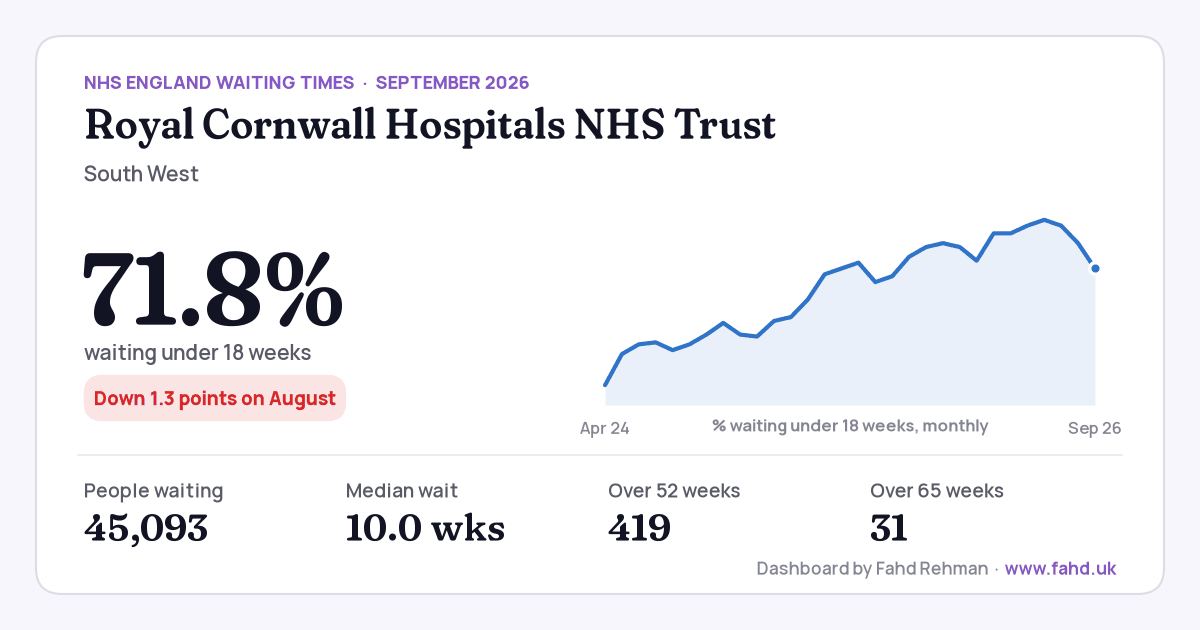 NHS ENGLAND WAITING TIMES · SEPTEMBER 2026
Royal Cornwall Hospitals NHS Trust
South West
71.8%
waiting under 18 weeks
Down 1.3 points on August
Apr 24
% waiting under 18 weeks, monthly
Sep 26
People waiting
45,093
Median wait
10.0 wks
Over 52 weeks
419
Over 65 weeks
31
Dashboard by Fahd Rehman · www.fahd.uk